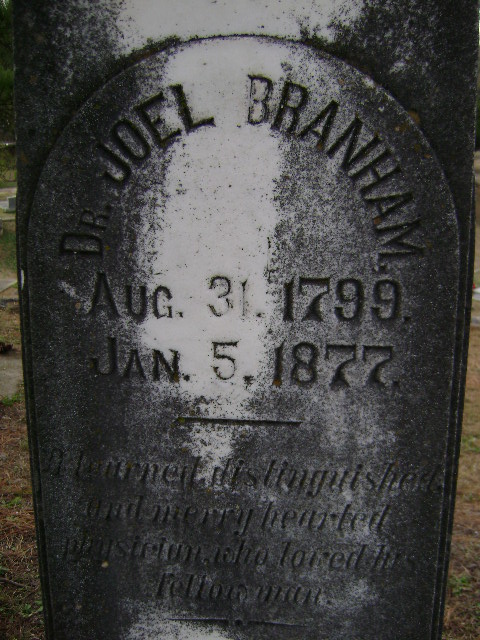 DR. JOEL BRANHAM.
AUG. 31. 1799.
JAN. 5, 1877.
A learned, distinguished,
and merry hearted
physician, who loved his
fellow man.